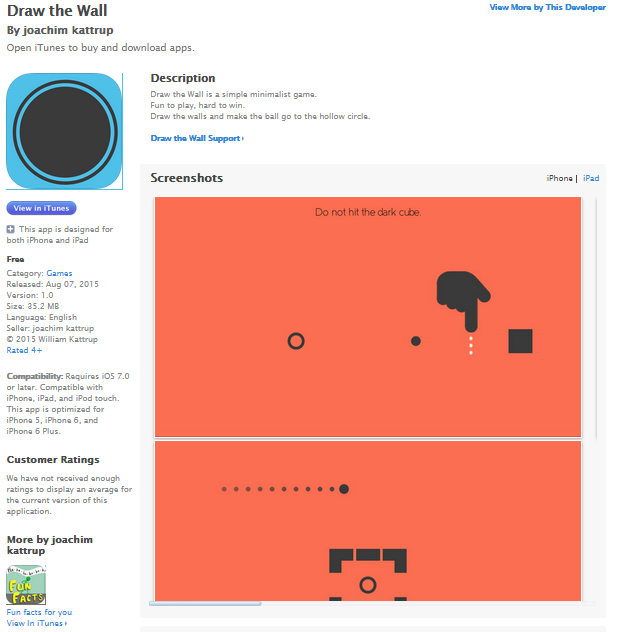 Draw the Wall
View More by This Developer
By joachim kattrup
Open iTunes to buy and download apps.
Description
Draw the Wall is a simple minimalist game.
Fun to play, hard to win.
Draw the walls and make the ball go to the hollow circle.
Draw the Wall Support
View in iTunes
This app is designed for
both iPhone and iPad
Free
Category: Games
Released: Aug 07, 2015
Version: 1.0
Size: 35.2 MB
Language: English
Seller: joachim kattrup
© 2015 William Kattrup
Rated 4+
Compatibility: Requires iOS 7.0
or later. Compatible with
iPhone, iPad, and iPod touch.
This app is optimized for
iPhone 5, iPhone 6, and
iPhone 6 Plus.
Customer Ratings
We have not received enough
ratings to display an average for
the current version of this
application.
More by joachim
kattrup
FUN
FACTS
Fun facts for you
View In iTunes
Screenshots
iPhone | iPad
Do not hit the dark cube.